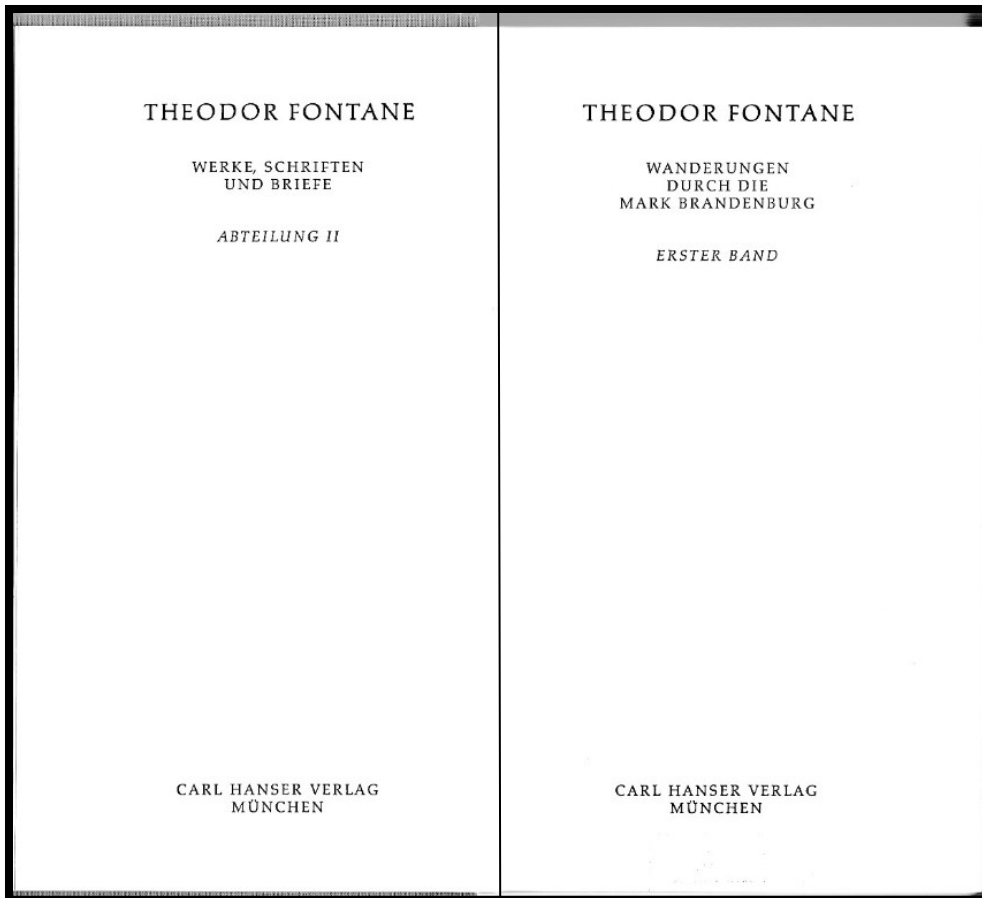 THEODOR FONTANE
WERKE, SCHRIFTEN
UND BRIEFE
ABTEILUNG II
CARL HANSER VERLAG
MÜNCHEN
THEODOR FONTANE
WANDERUNGEN
DURCH DIE
MARK BRANDENBURG
ERSTER BAND
CARL HANSER VERLAG
MÜNCHEN